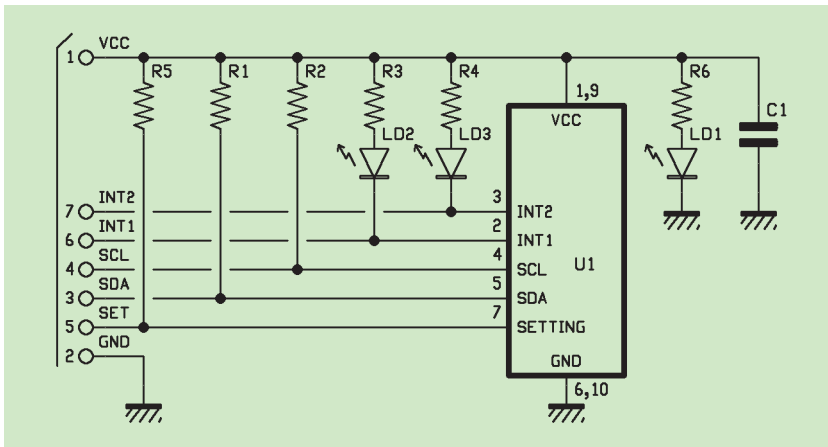 VCC
1
R5 R1 R2 R3 R4 R6
1,9
VCC
C1
LD2 LD3 LD1
INT2
7
3
INT2
INT1
6
2
INT1
SCL
4
4
SCL
U1
SDA
3
5
SDA
SET
5
7
SETTING
GND
2
GND
6,10